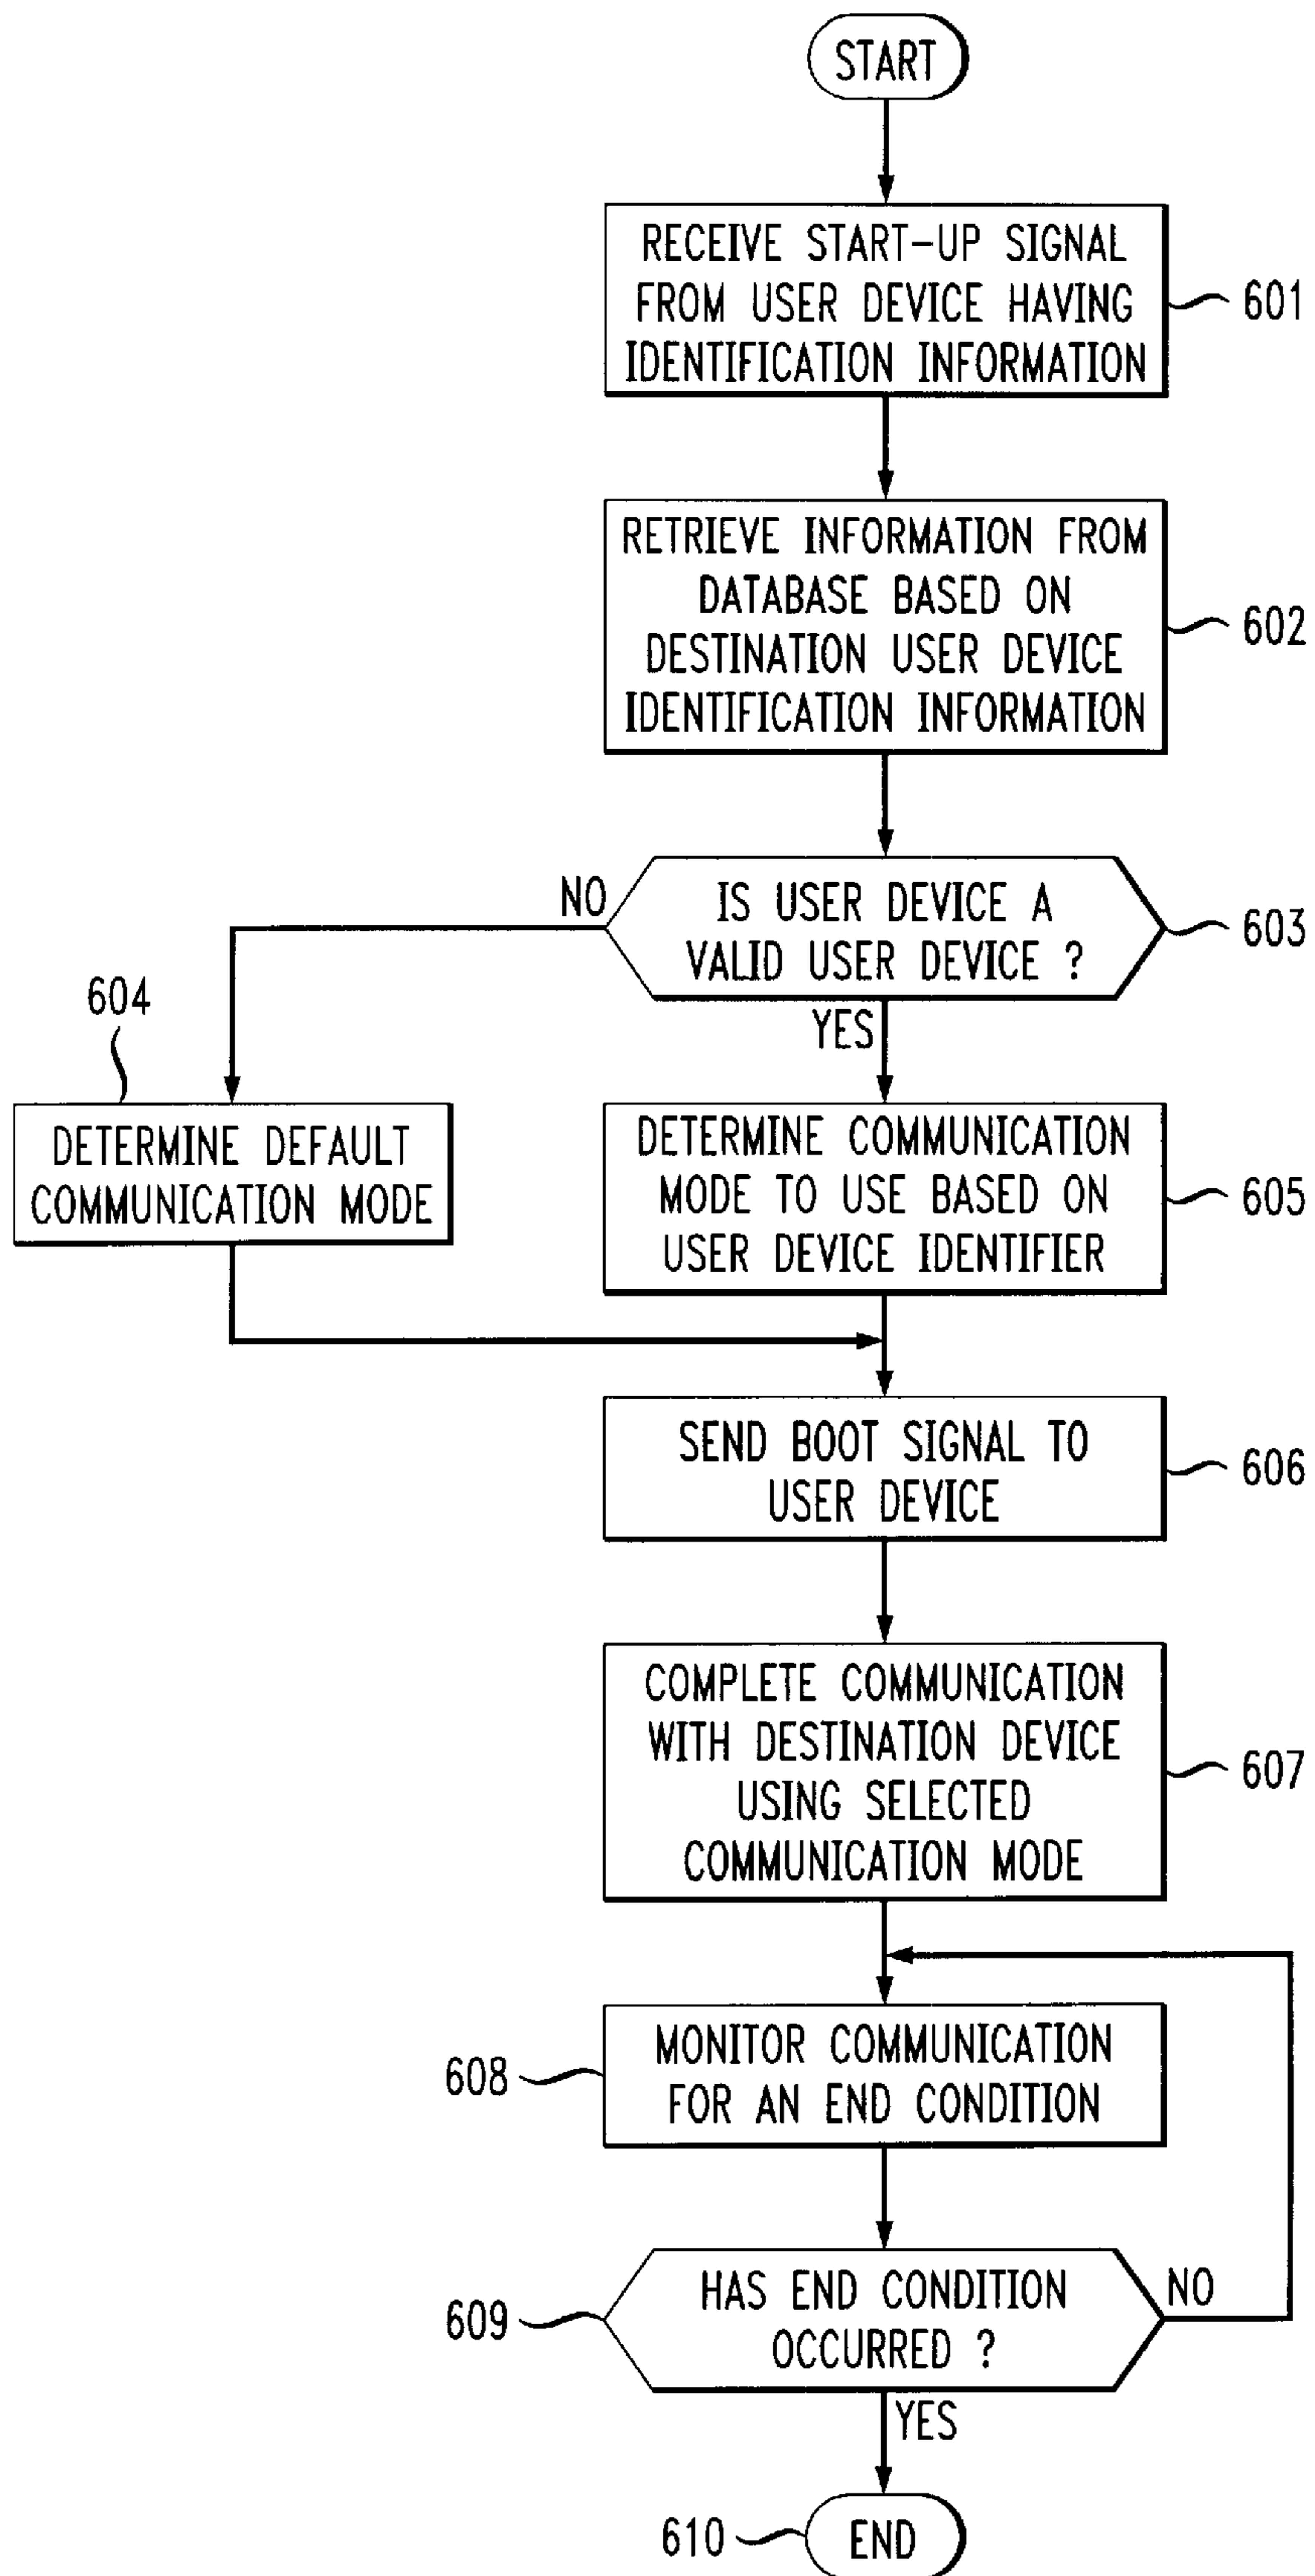 START
RECEIVE START-UP SIGNAL
FROM USER DEVICE HAVING
IDENTIFICATION INFORMATION
601
RETRIEVE INFORMATION FROM
DATABASE BASED ON
DESTINATION USER DEVICE
IDENTIFICATION INFORMATION
602
NO
IS USER DEVICE A
VALID USER DEVICE ?
603
YES
604
DETERMINE DEFAULT
COMMUNICATION MODE
DETERMINE COMMUNICATION
MODE TO USE BASED ON
USER DEVICE IDENTIFIER
605
SEND BOOT SIGNAL TO
USER DEVICE
606
COMPLETE COMMUNICATION
WITH DESTINATION DEVICE
USING SELECTED
COMMUNICATION MODE
607
608
MONITOR COMMUNICATION
FOR AN END CONDITION
609
HAS END CONDITION
OCCURRED ?
NO
YES
610
END